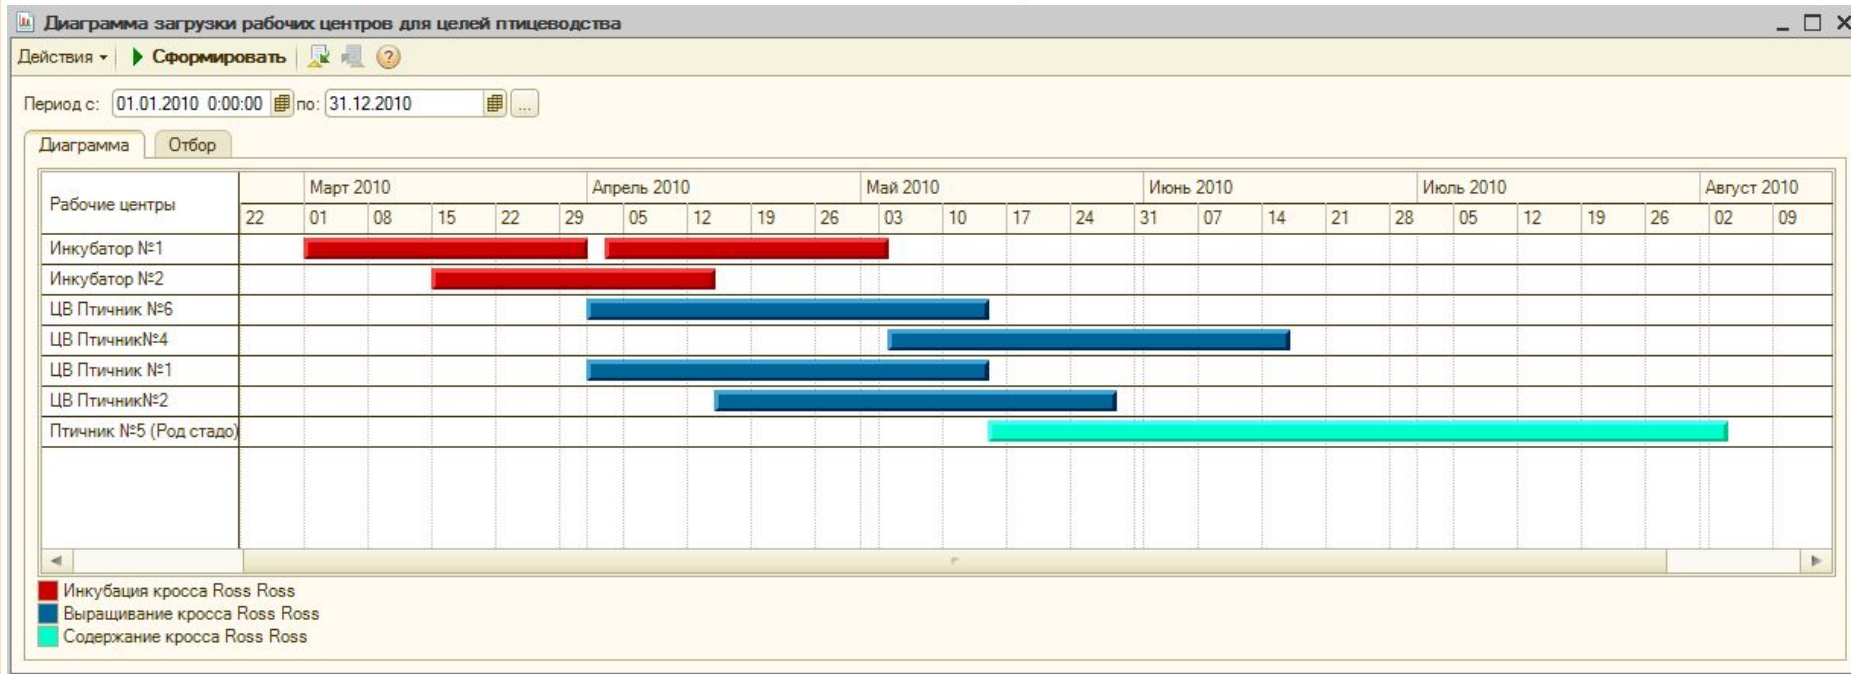 Диаграмма загрузки рабочих центров для целей птицеводства
Действия Сформировать
Период с: 01.01.2010 0:00:00 по: 31.12.2010 ...
Диаграмма Отбор
Рабочие центры Март 2010 Апрель 2010 Май 2010 Июнь 2010 Июль 2010 Август 2010
22 01 08 15 22 29 05 12 19 26 03 10 17 24 31 07 14 21 28 05 12 19 26 02 09
Инкубатор №1
Инкубатор №2
ЦВ Птичник №6
ЦВ Птичник№4
ЦВ Птичник №1
ЦВ Птичник№2
Птичник №5 (Род стадо)
Инкубация кросса Ross Ross
Выращивание кросса Ross Ross
Содержание кросса Ross Ross